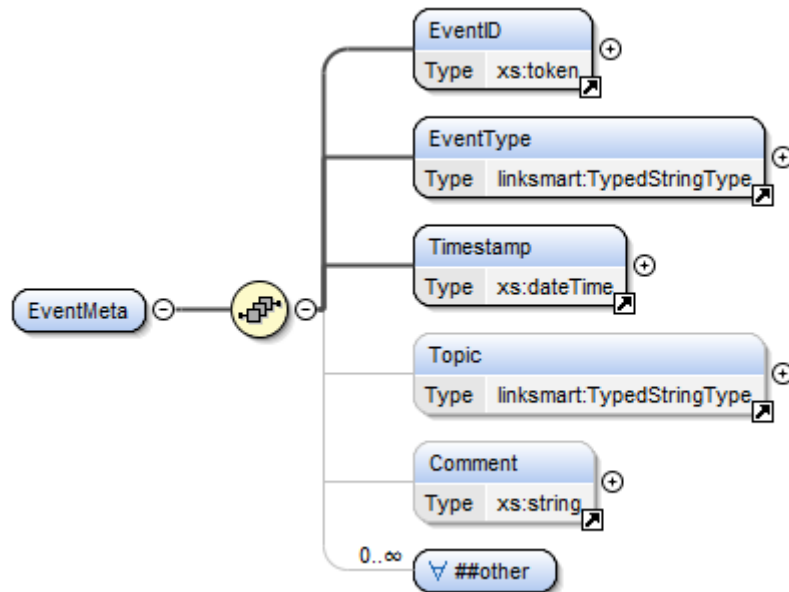 EventID
Type xs:token
EventType
Type linksmart:TypedStringType
Timestamp
Type xs:dateTime
EventMeta
Topic
Type linksmart:TypedStringType
Comment
Type xs:string
0..∞
∀ ##other